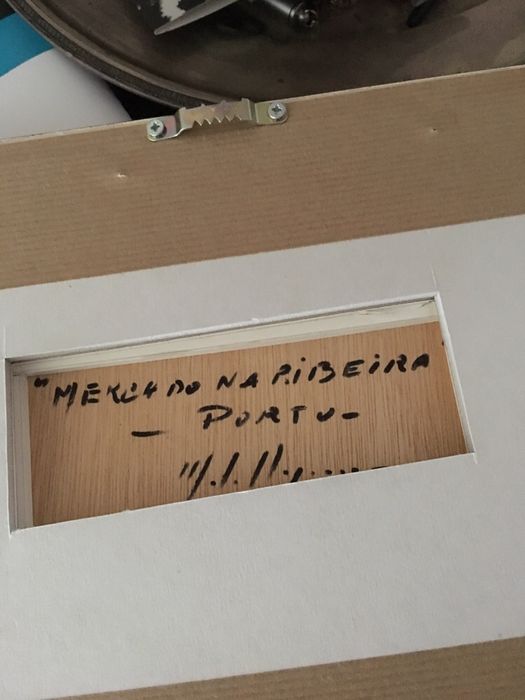 "MERCADO NA RIBEIRA"
- PORTO -